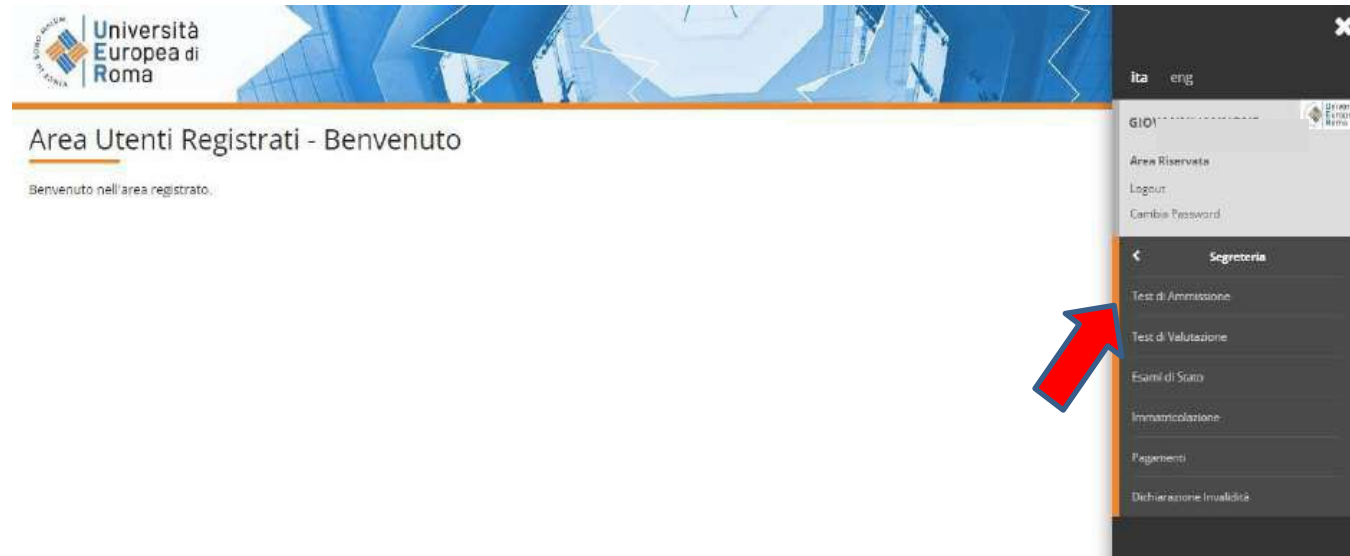 Università
Europea di
Roma
ita eng
Area Utenti Registrati - Benvenuto
Benvenuto nell'area registrato.
Area Riservata
Logout
Cambia Password
Segreteria
Test di Ammissione
Test di Valutazione
Esami di Stato
Immatricolazione
Pagamenti
Dichiarazione Invalidità